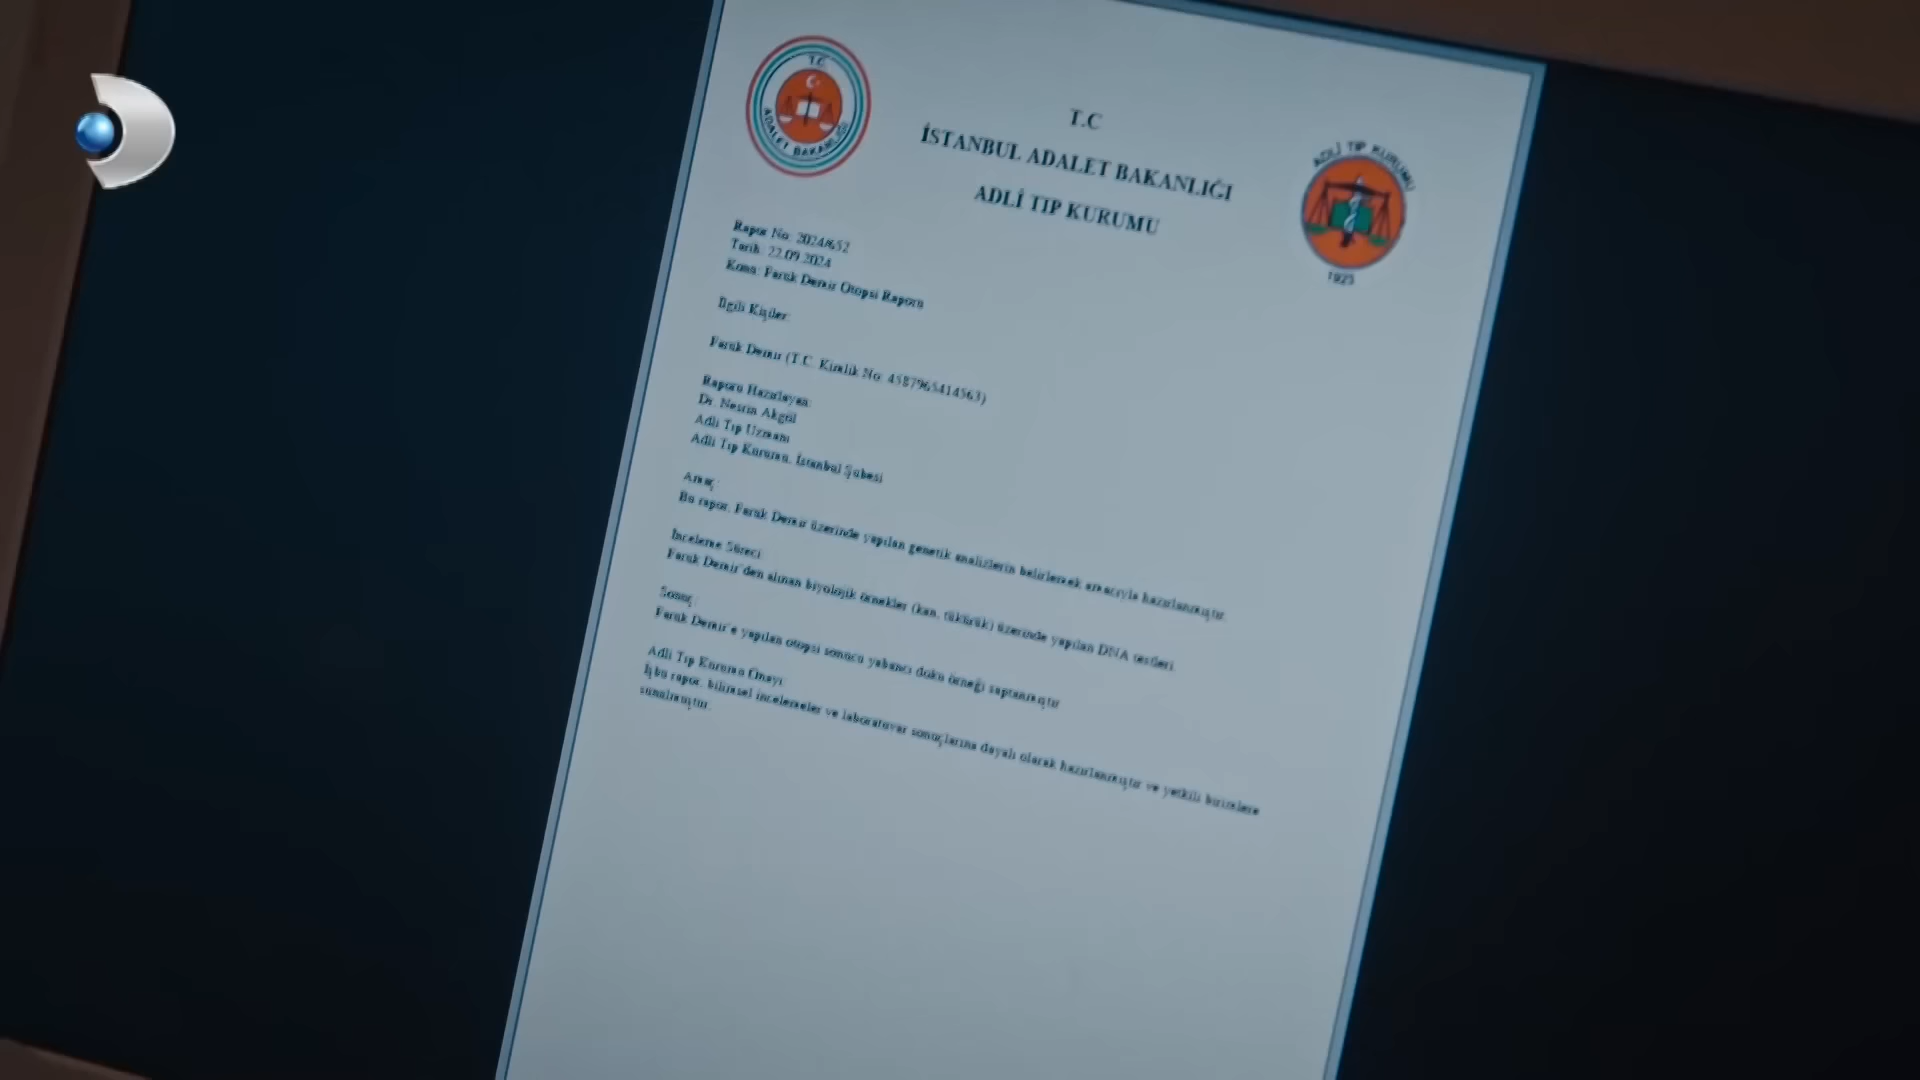 T.C
ADALET BAKANLIĞI
T.C
İSTANBUL ADALET BAKANLIĞI
ADLİ TIP KURUMU
ADLİ TIP KURUMU
1925
Rapor No: 2024/652
Tarih: 22.09.2024
Konu: Faruk Demir Otopsi Raporu
İlgili Kişiler:
Faruk Demir (T.C. Kimlik No: 4587965414563)
Raporu Hazırlayan:
Dr. Nesrin Akgül
Adli Tıp Uzmanı
Adli Tıp Kurumu, İstanbul Şubesi
Amaç:
Bu rapor, Faruk Demir üzerinde yapılan genetik analizlerin belirlemek amacıyla hazırlanmıştır.
İnceleme Süreci:
Faruk Demir'den alınan biyolojik örnekler (kan, tükürük) üzerinde yapılan DNA testleri
Sonuç:
Faruk Demir'e yapılan otopsi sonucu yabancı doku örneği saptanmıştır
Adli Tıp Kurumu Onayı:
İşbu rapor, bilimsel incelemeler ve laboratuvar sonuçlarına dayalı olarak hazırlanmıştır ve yetkili birimlere
sunulmuştur.